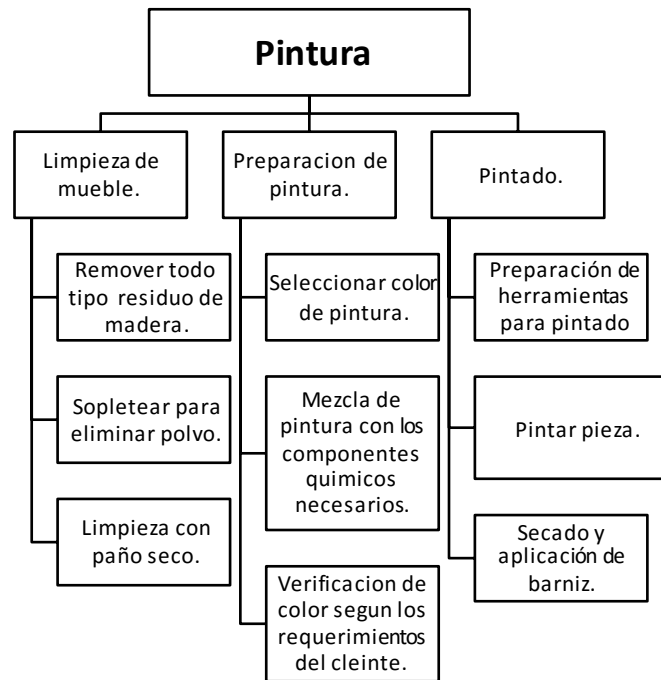 Pintura
Limpieza de
mueble.
Remover todo
tipo residuo de
madera.
Sopletear para
eliminar polvo.
Limpieza con
paño seco.
Preparacion de
pintura.
Seleccionar color
de pintura.
Mezcla de
pintura con los
componentes
quimicos
necesarios.
Verificacion de
color segun los
requerimientos
del cleinte.
Pintado.
Preparación de
herramientas
para pintado
Pintar pieza.
Secado y
aplicación de
barniz.